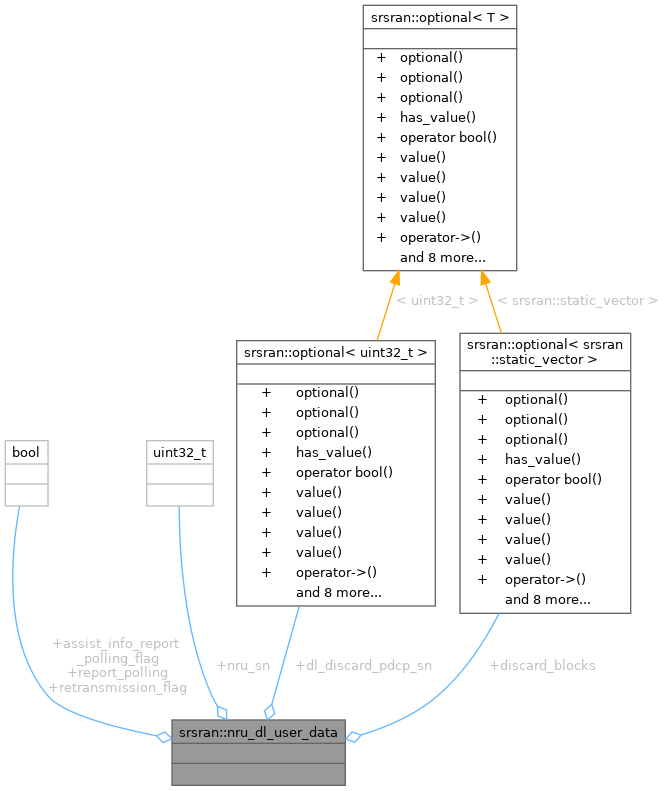 srsran::optional< T >
+ optional()
+ optional()
+ optional()
+ has_value()
+ operator bool()
+ value()
+ value()
+ value()
+ value()
+ operator->()
and 8 more...
< uint32_t >
< srsran::static_vector >
srsran::optional< uint32_t >
+ optional()
+ optional()
+ optional()
+ has_value()
+ operator bool()
+ value()
+ value()
+ value()
+ value()
+ operator->()
and 8 more...
srsran::optional< srsran
::static_vector >
+ optional()
+ optional()
+ optional()
+ has_value()
+ operator bool()
+ value()
+ value()
+ value()
+ value()
+ operator->()
and 8 more...
bool
uint32_t
+assist_info_report
_polling_flag
+report_polling
+retransmission_flag
+nru_sn
+dl_discard_pdcp_sn
+discard_blocks
srsran::nru_dl_user_data